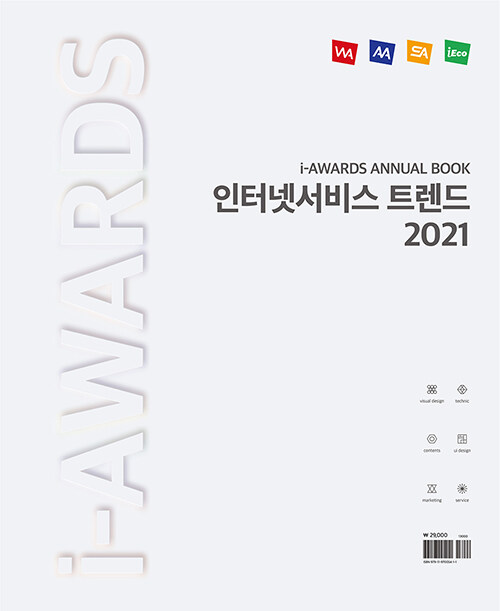 WA AA SA iEco
i-AWARDS ANNUAL BOOK
인터넷서비스 트렌드
2021
i-AWARDS
visual design technic
contents ui design
marketing service
₩ 29,000